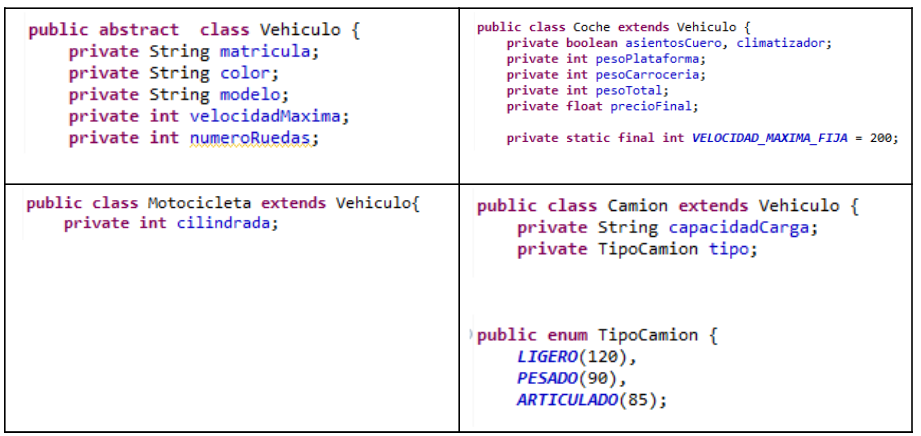 public abstract  class Vehiculo {
    private String matricula;
    private String color;
    private String modelo;
    private int velocidadMaxima;
    private int numeroRuedas;
public class Coche extends Vehiculo {
    private boolean asientosCuero, climatizador;
    private int pesoPlataforma;
    private int pesoCarroceria;
    private int pesoTotal;
    private float precioFinal;
    private static final int VELOCIDAD_MAXIMA_FIJA = 200;
public class Motocicleta extends Vehiculo{
    private int cilindrada;
public class Camion extends Vehiculo {
    private String capacidadCarga;
    private TipoCamion tipo;
public enum TipoCamion {
    LIGERO(120),
    PESADO(90),
    ARTICULADO(85);